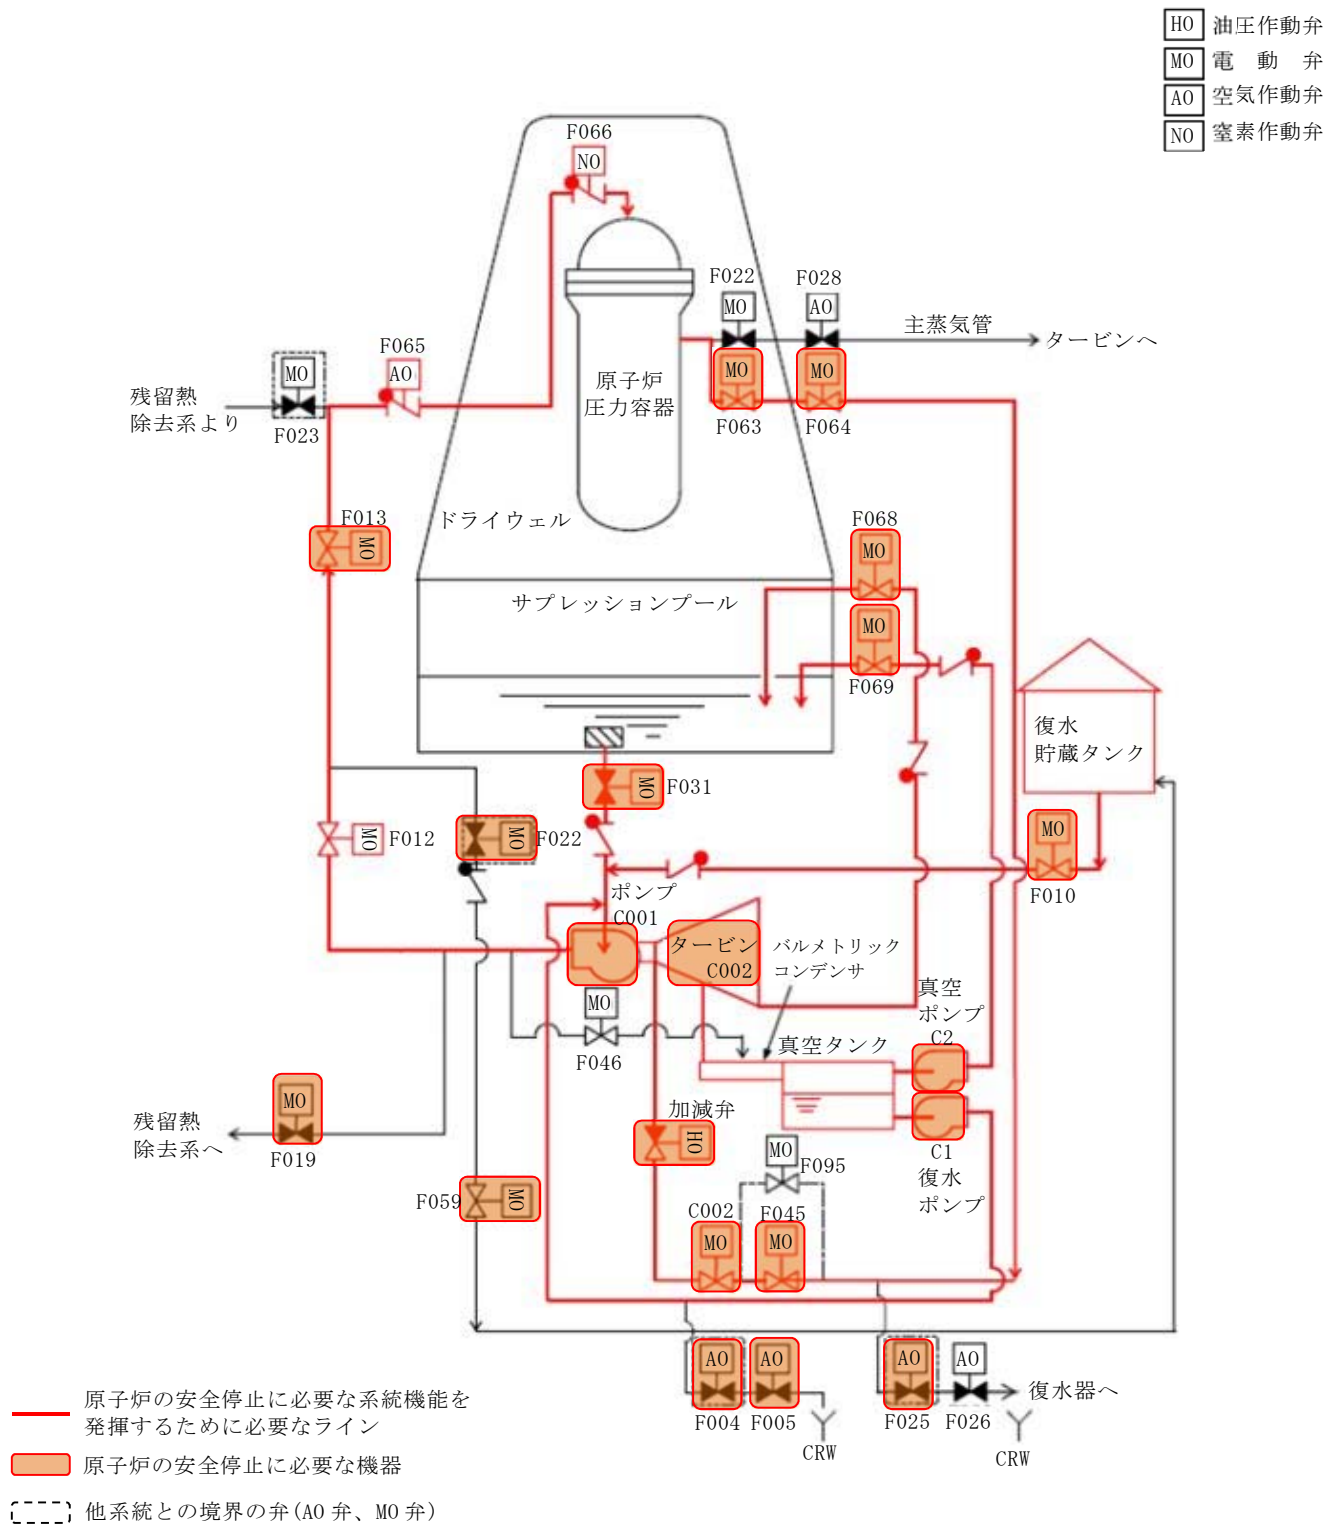 HO 油圧作動弁
MO 電動弁
AO 空気作動弁
NO 窒素作動弁
F066
NO
F022
MO
F028
AO
主蒸気管
タービンへ
F065
AO
MO
残留熱
除去系より
F023
原子炉
圧力容器
MO
F063
MO
F064
F013
MO
ドライウェル
F068
MO
サプレッションプール
MO
F069
復水
貯蔵タンク
MO
F031
MO
F012
MO
F022
MO
F010
ポンプ
C001
タービン
C002
バルメトリック
コンデンサ
真空
ポンプ
C2
MO
F046
真空タンク
加減弁
HO
C1
復水
ポンプ
MO
F095
残留熱
除去系へ
MO
F019
F059
MO
C002
MO
F045
MO
AO
F004
AO
F005
CRW
AO
F025
AO
F026
復水器へ
CRW
原子炉の安全停止に必要な系統機能を
発揮するために必要なライン
原子炉の安全停止に必要な機器
他系統との境界の弁(AO 弁、MO 弁)